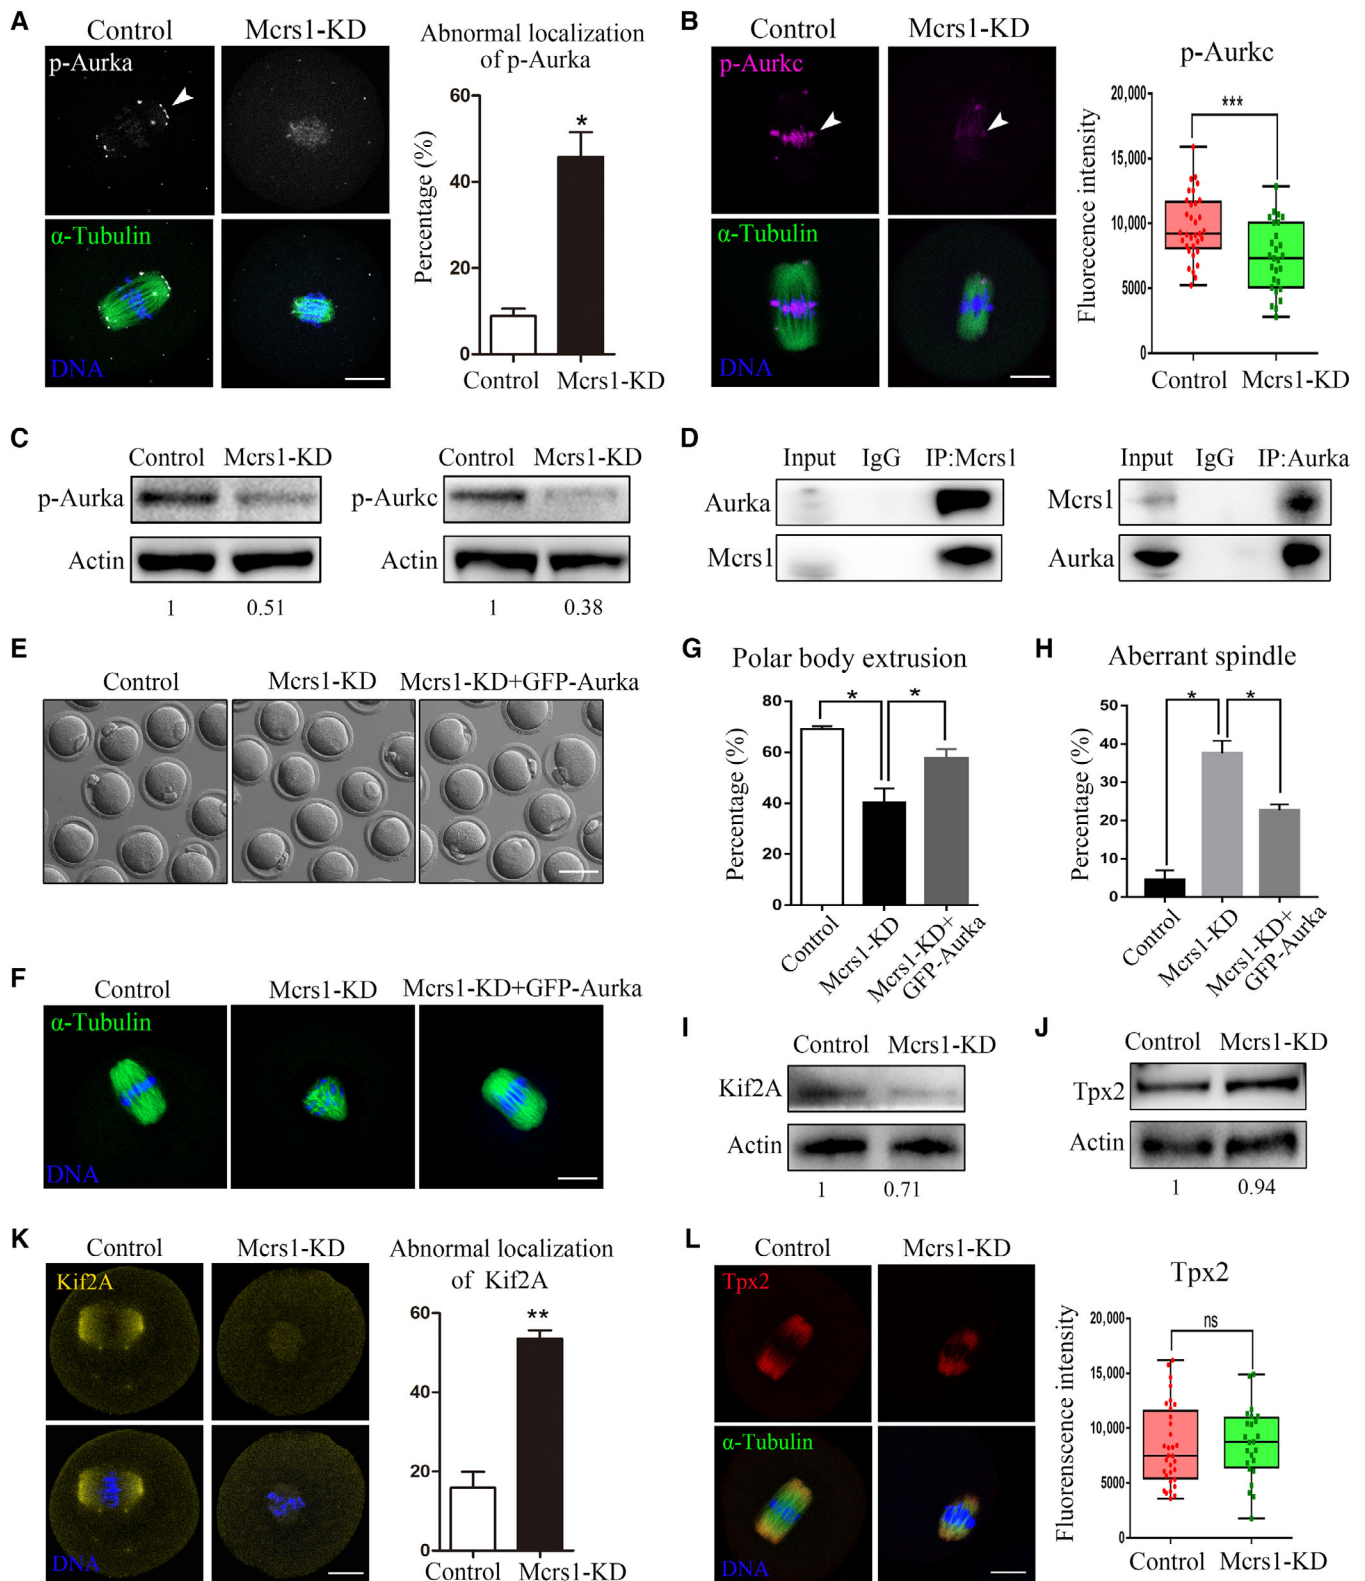 A
Control
Mcrs1-KD
p-Aurka
α-Tubulin
DNA
Abnormal localization
of p-Aurka
Percentage (%)
60
40
20
0
*
Control
Mcrs1-KD
B
Control
Mcrs1-KD
p-Aurkc
α-Tubulin
DNA
p-Aurkc
Fluorecence intensity
20,000
15,000
10,000
5000
0
***
Control
Mcrs1-KD
C
Control
Mcrs1-KD
p-Aurka
Actin
1
0.51
Control
Mcrs1-KD
p-Aurkc
Actin
1
0.38
D
Input
IgG
IP:Mcrs1
Aurka
Mcrs1
Input
IgG
IP:Aurka
Mcrs1
Aurka
E
Control
Mcrs1-KD
Mcrs1-KD+GFP-Aurka
F
Control
Mcrs1-KD
Mcrs1-KD+GFP-Aurka
α-Tubulin
DNA
G
Polar body extrusion
Percentage (%)
80
60
40
20
0
*
*
Control
Mcrs1-KD
Mcrs1-KD+
GFP-Aurka
H
Aberrant spindle
Percentage (%)
50
40
30
20
10
0
*
*
Control
Mcrs1-KD
Mcrs1-KD+
GFP-Aurka
I
Control
Mcrs1-KD
Kif2A
Actin
1
0.71
J
Control
Mcrs1-KD
Tpx2
Actin
1
0.94
K
Control
Mcrs1-KD
Kif2A
DNA
Abnormal localization
of Kif2A
Percentage (%)
60
40
20
0
**
Control
Mcrs1-KD
L
Control
Mcrs1-KD
Tpx2
α-Tubulin
DNA
Tpx2
Fluorenscence intensity
20,000
15,000
10,000
5000
0
ns
Control
Mcrs1-KD